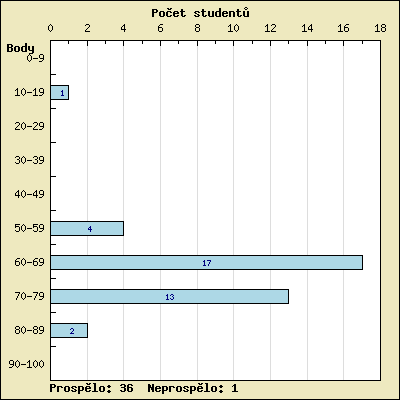 Počet studentů
0 2 4 6 8 10 12 14 16 18
Body
0-9
10-19 1
20-29
30-39
40-49
50-59 4
60-69 17
70-79 13
80-89 2
90-100
Prospělo: 36 Neprospělo: 1